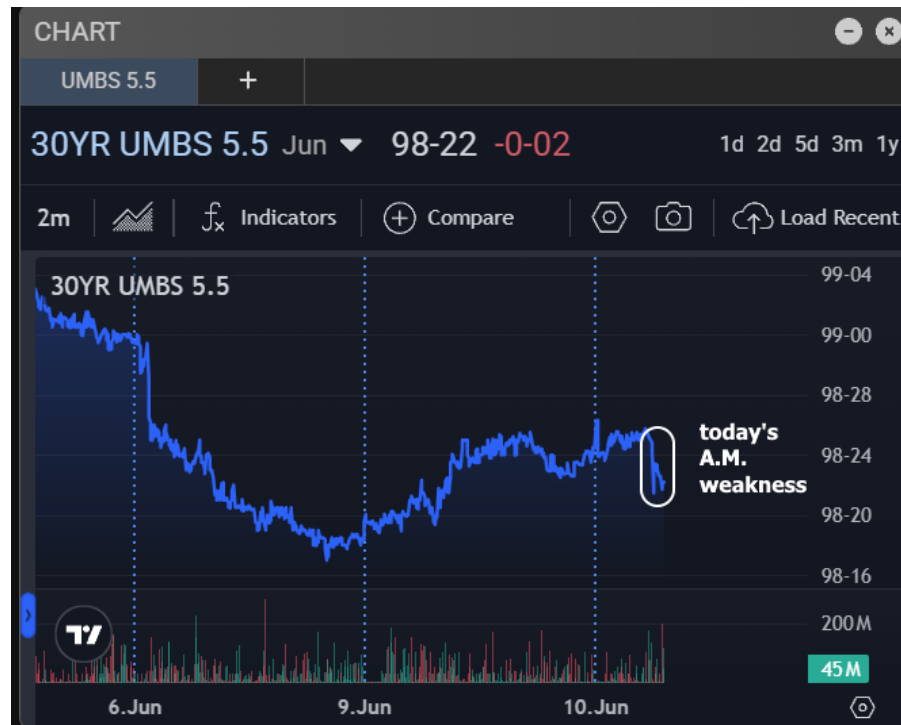 CHART
UMBS 5.5 +
30YR UMBS 5.5 Jun 98-22 -0-02 1d 2d 5d 3m 1y
2m fx Indicators Compare Load Recent
30YR UMBS 5.5
99-04
99-00
98-28
today's
A.M.
weakness
98-24
98-20
98-16
200M
45M
6.Jun 9.Jun 10.Jun